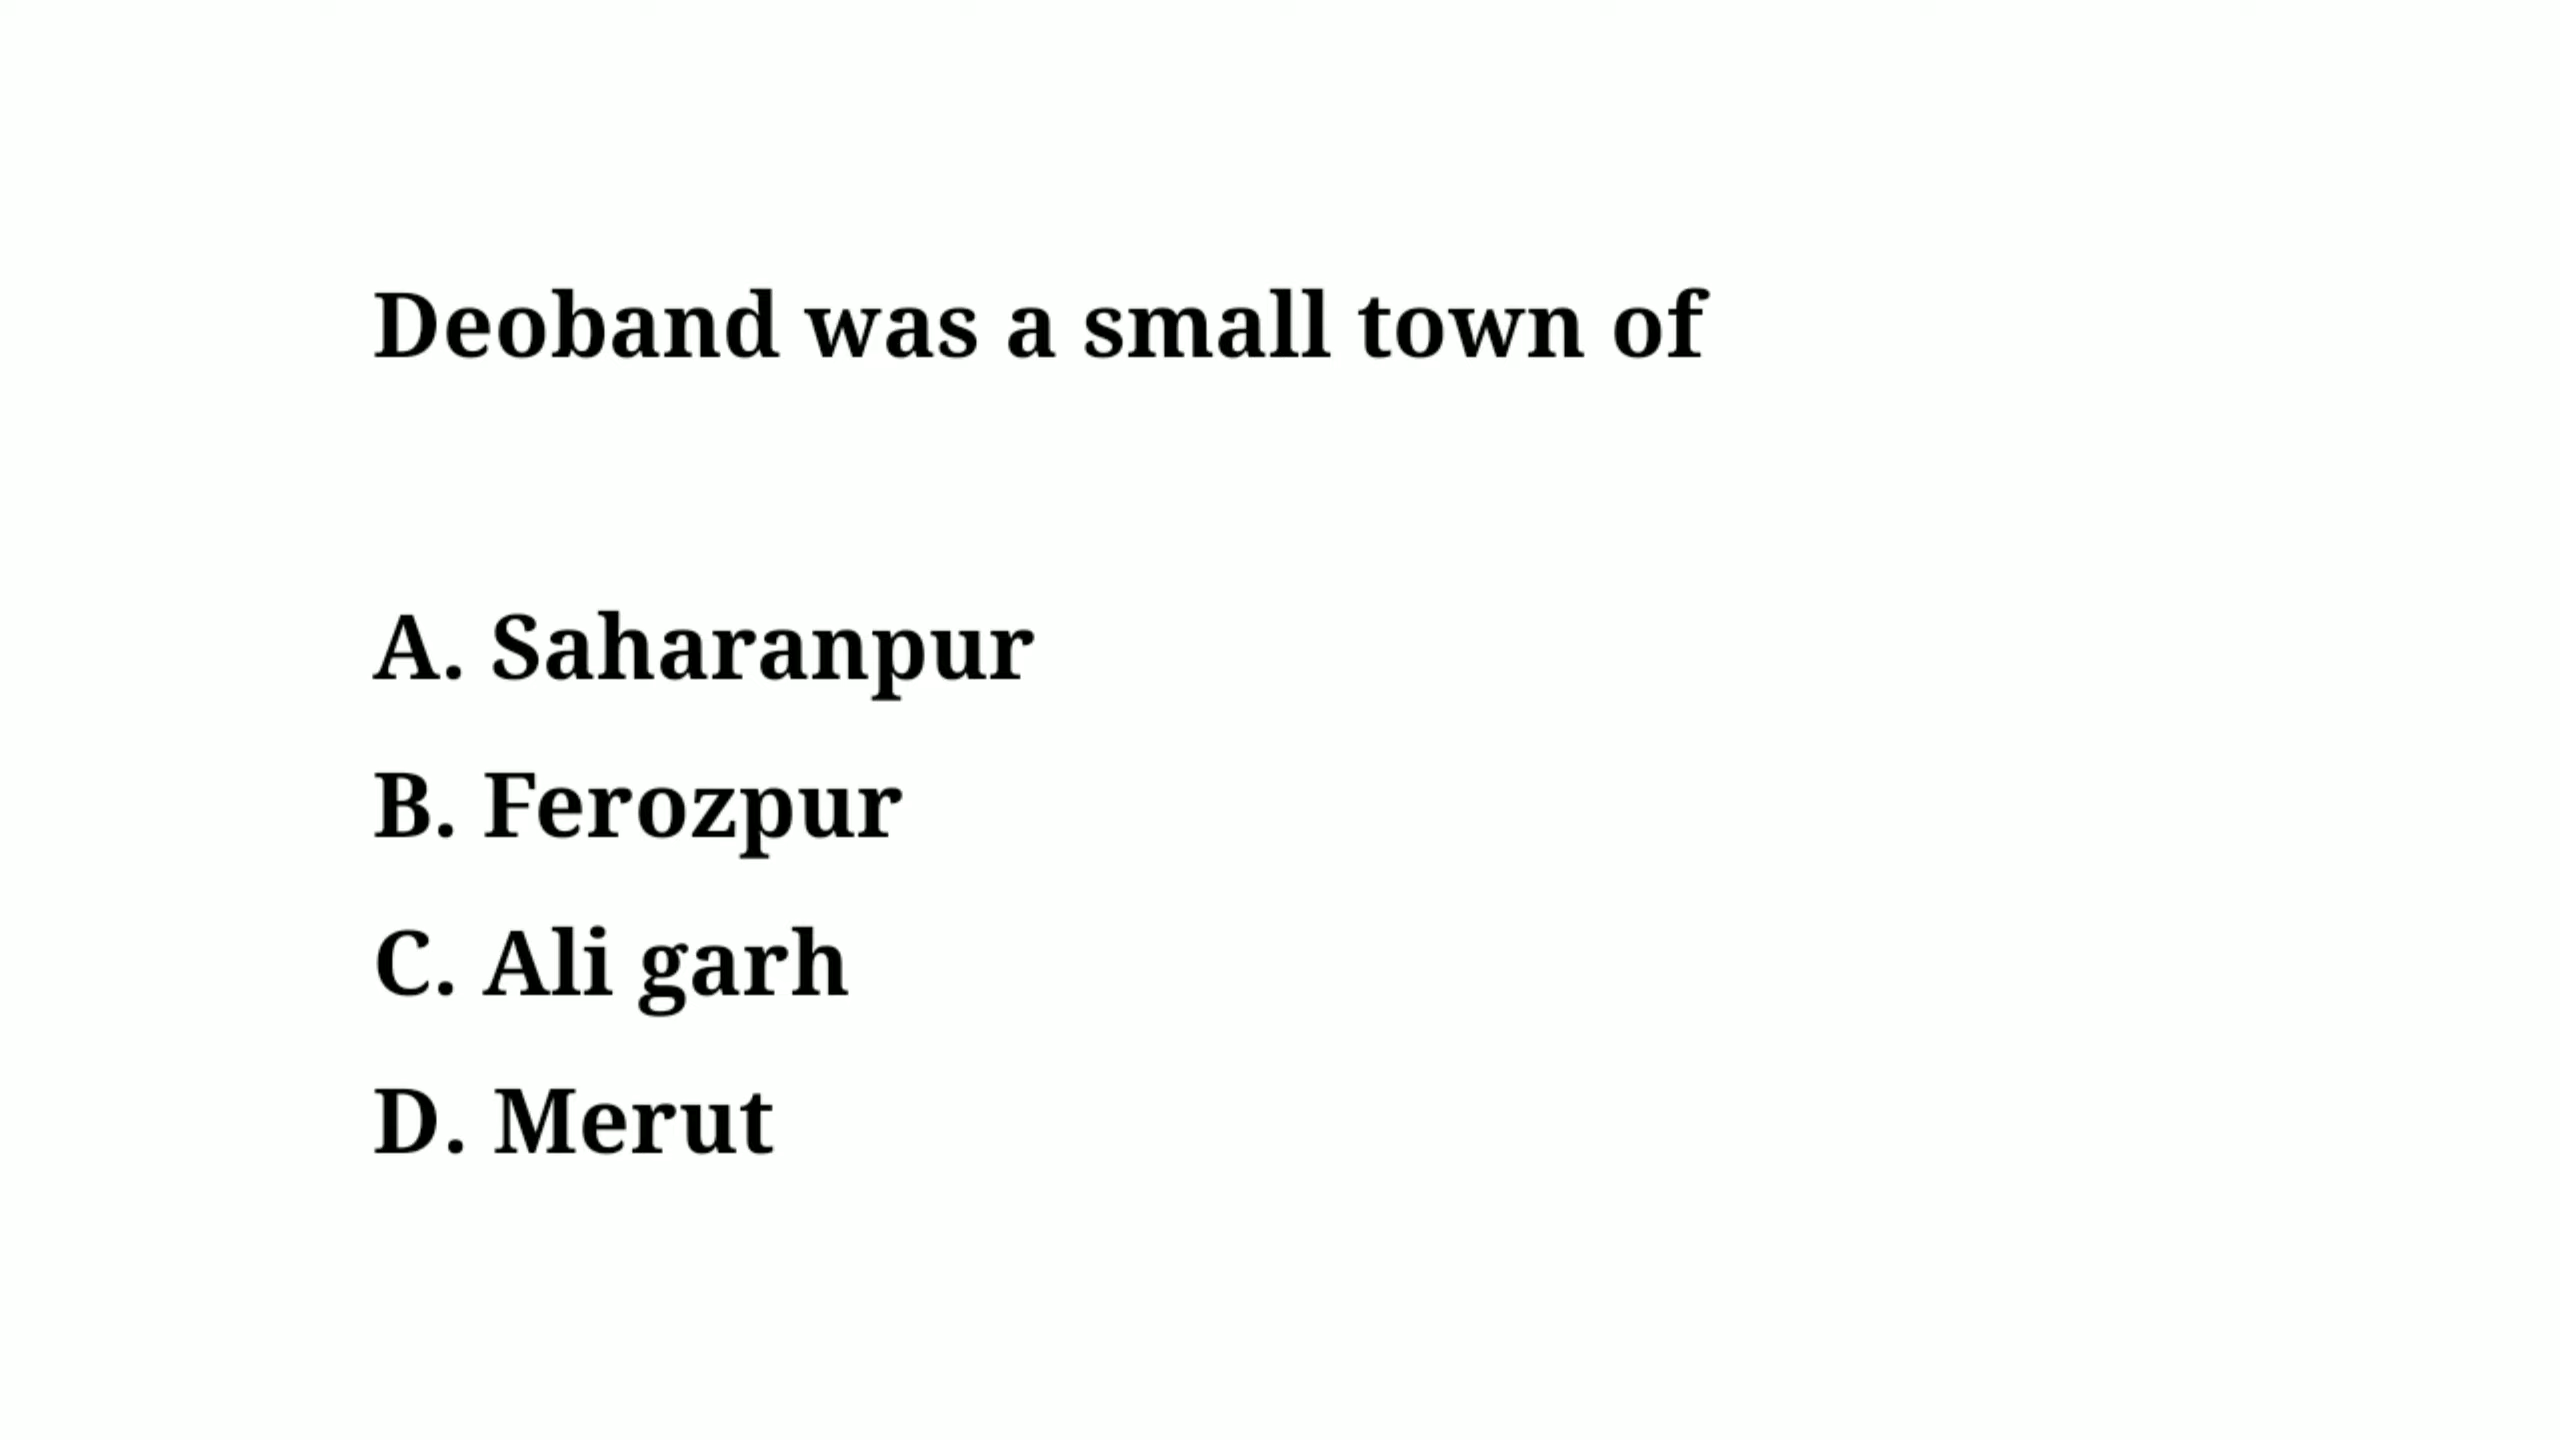 Deoband was a small town of
A. Saharanpur
B. Ferozpur
C. Ali garh
D. Merut